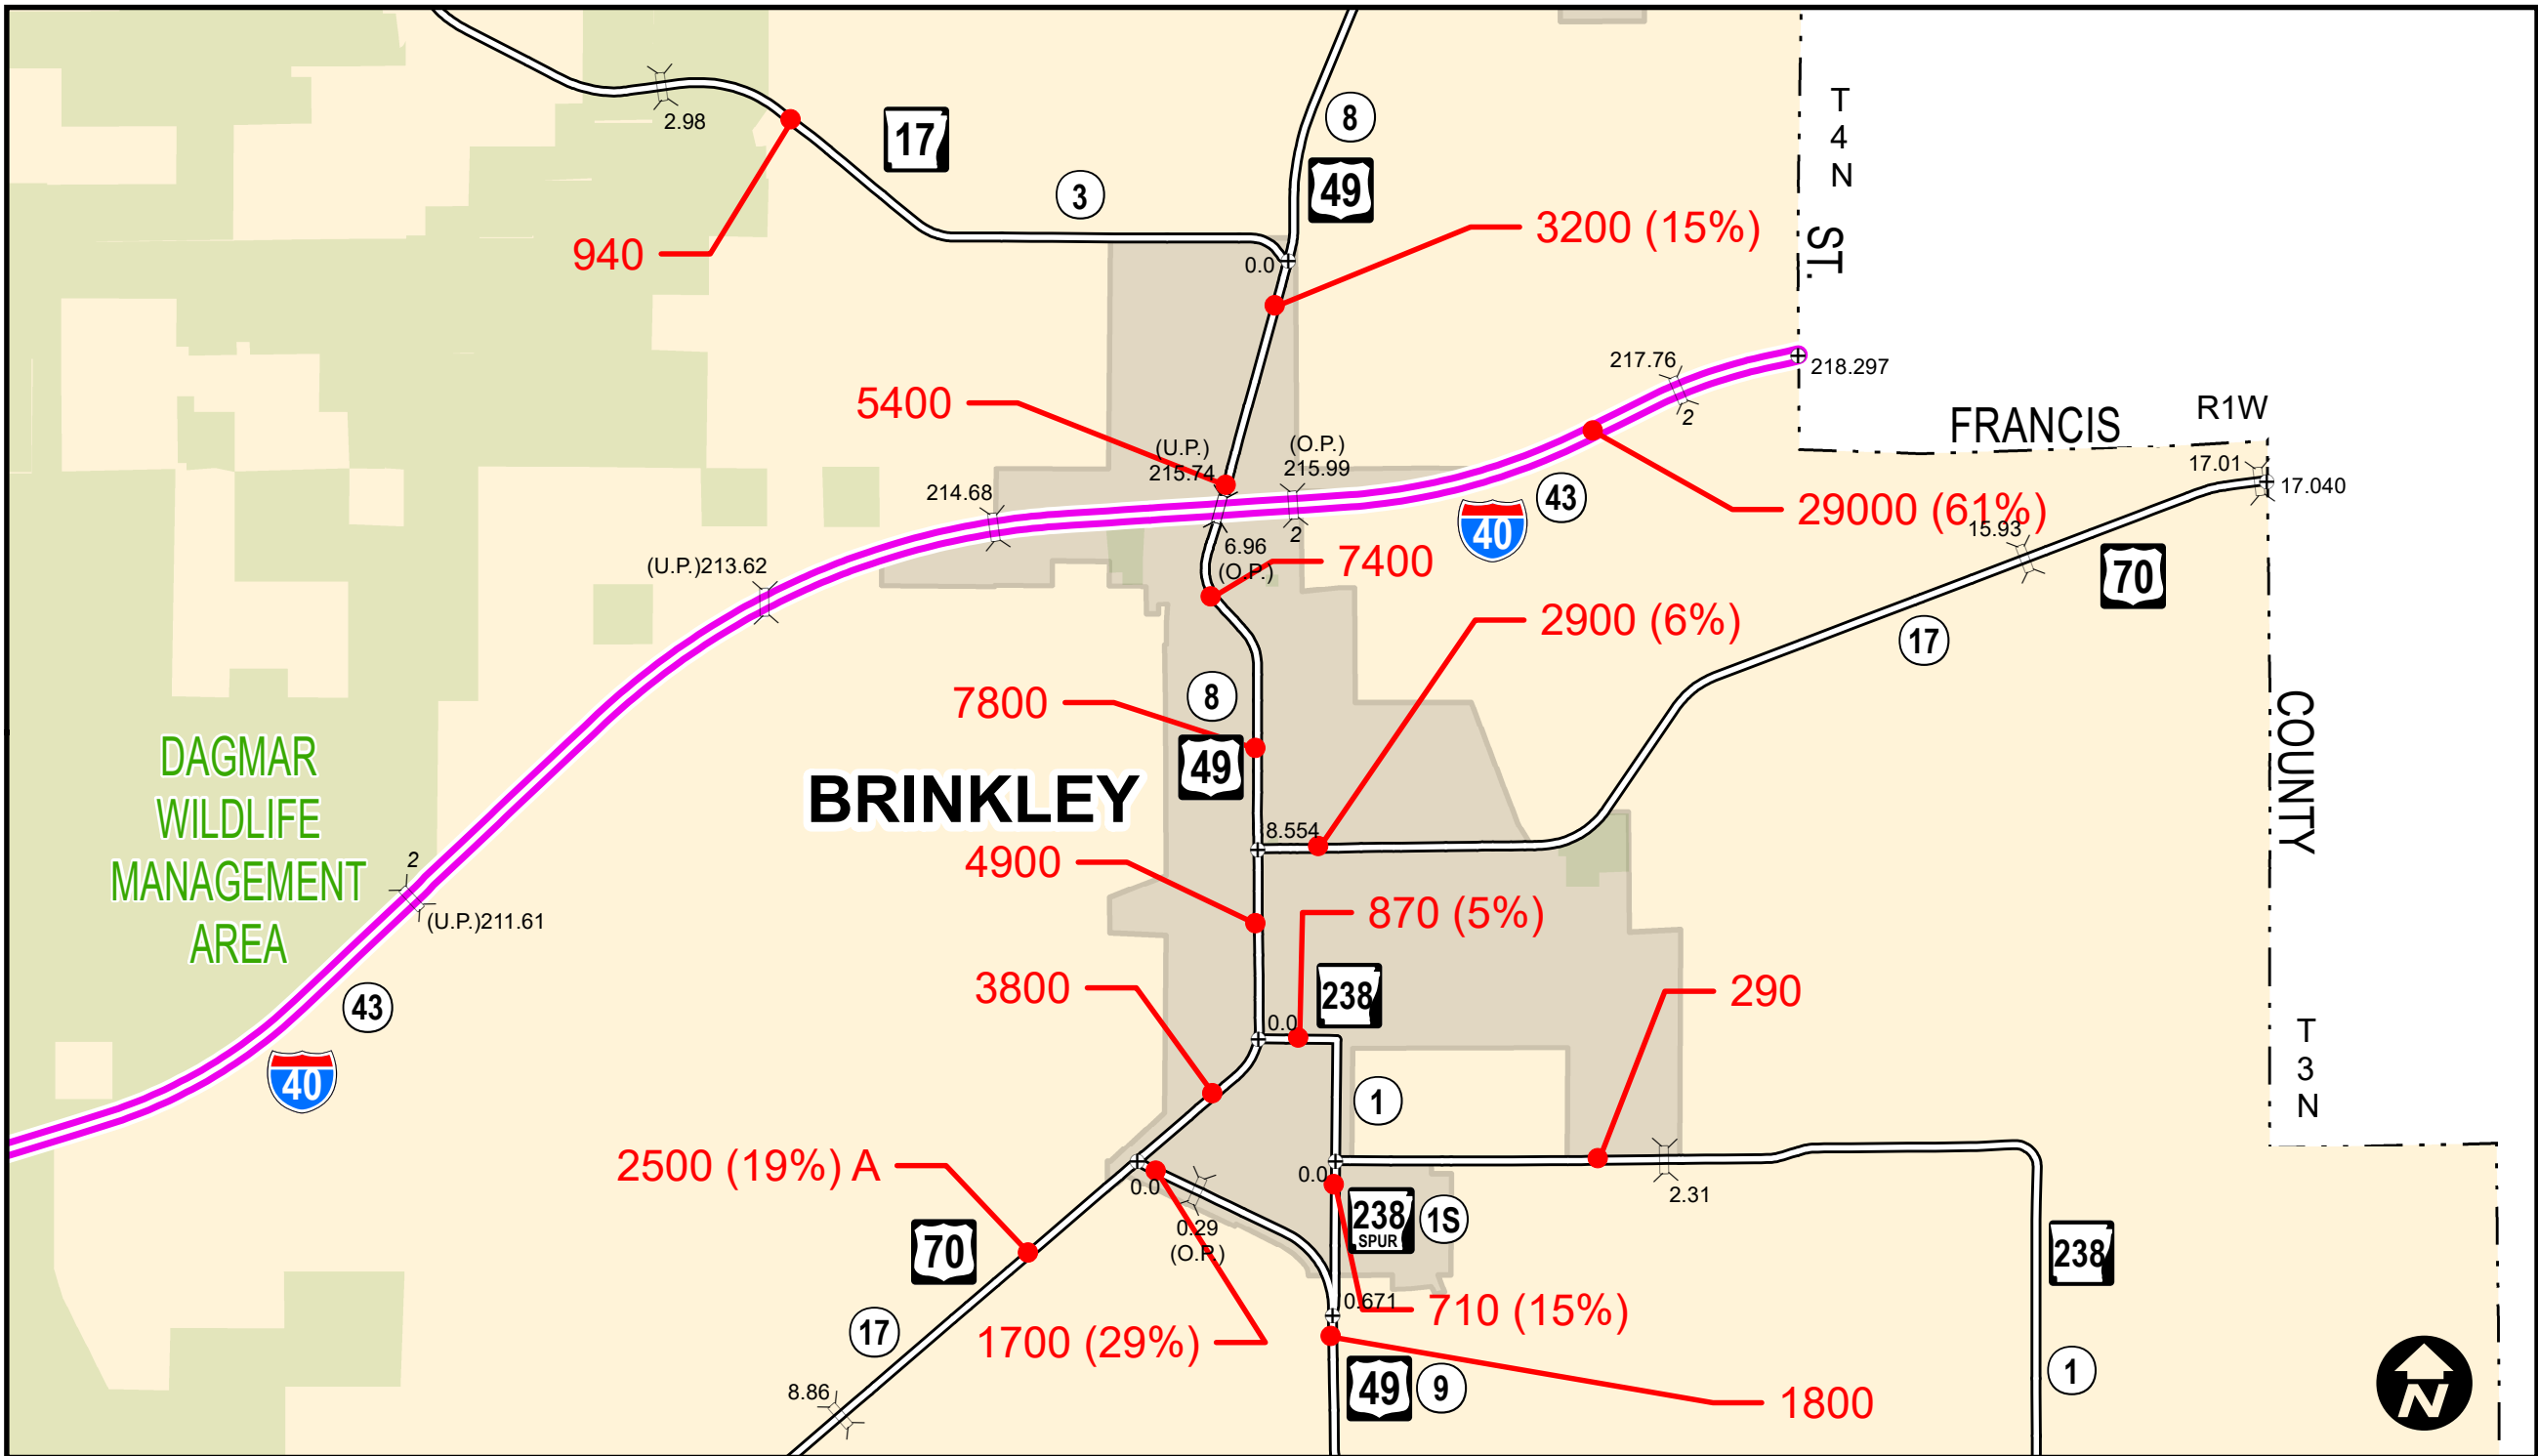 2.98
17
8
49
3
T
4
N
ST.
940
3200 (15%)
0.0
217.76
218.297
2
5400
FRANCIS
R1W
(U.P.)
215.74
(O.P.)
215.99
17.01
17.040
214.68
43
40
29000 (61%)
15.93
2
6.96
(O.P.)
7400
(U.P.)213.62
70
2900 (6%)
17
7800
8
49
COUNTY
DAGMAR
WILDLIFE
MANAGEMENT
AREA
BRINKLEY
8.554
4900
2
(U.P.)211.61
870 (5%)
3800
238
290
43
40
0.0
T
3
N
1
2500 (19%) A
0.0
0.0
2.31
238
SPUR
1S
0.29
(O.P.)
70
238
17
0.671
710 (15%)
1700 (29%)
49
9
1800
1
8.86
N